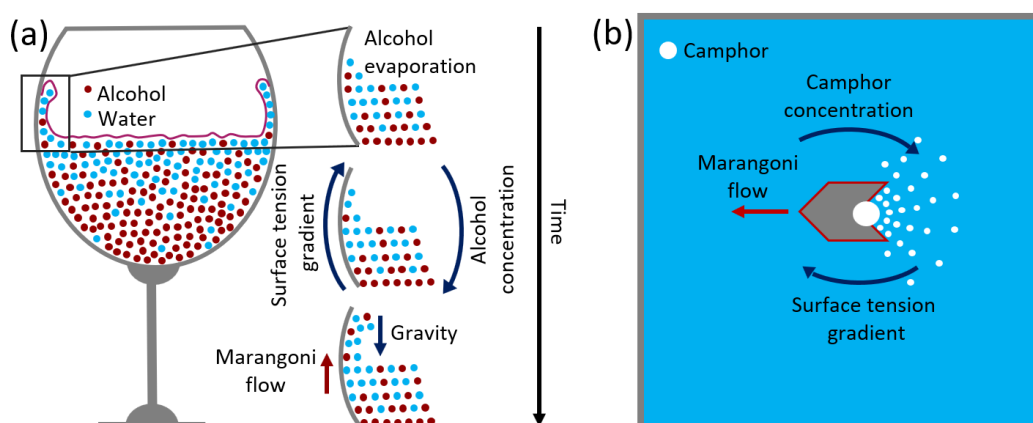 (a)
Alcohol
Water
Alcohol
evaporation
Surface tension
gradient
Alcohol
concentration
Time
Gravity
Marangoni
flow
(b)
Camphor
Camphor
concentration
Marangoni
flow
Surface tension
gradient